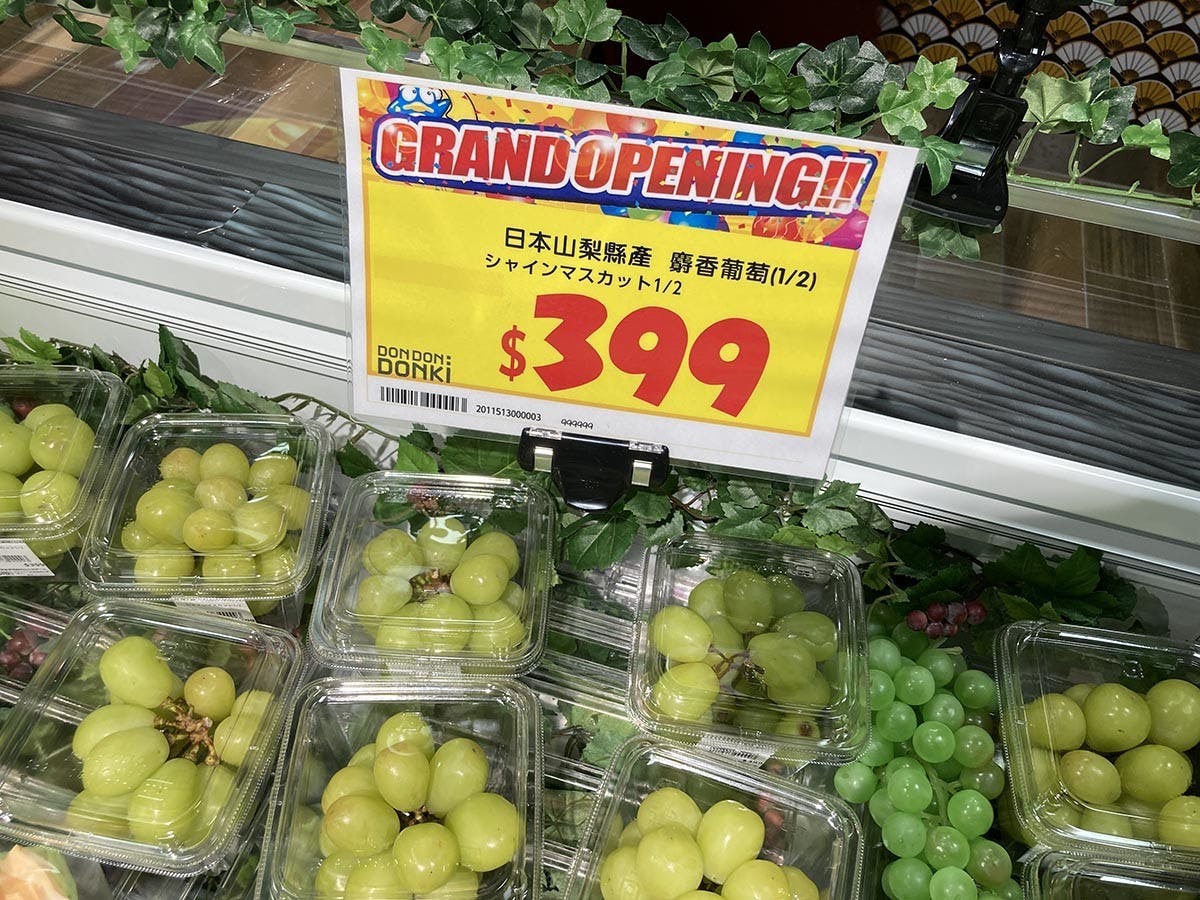 GRAND OPENING!!
日本山梨縣產 麝香葡萄(1/2)
シャインマスカット1/2
$399
DON DON
DONKi
2011513000003
999999